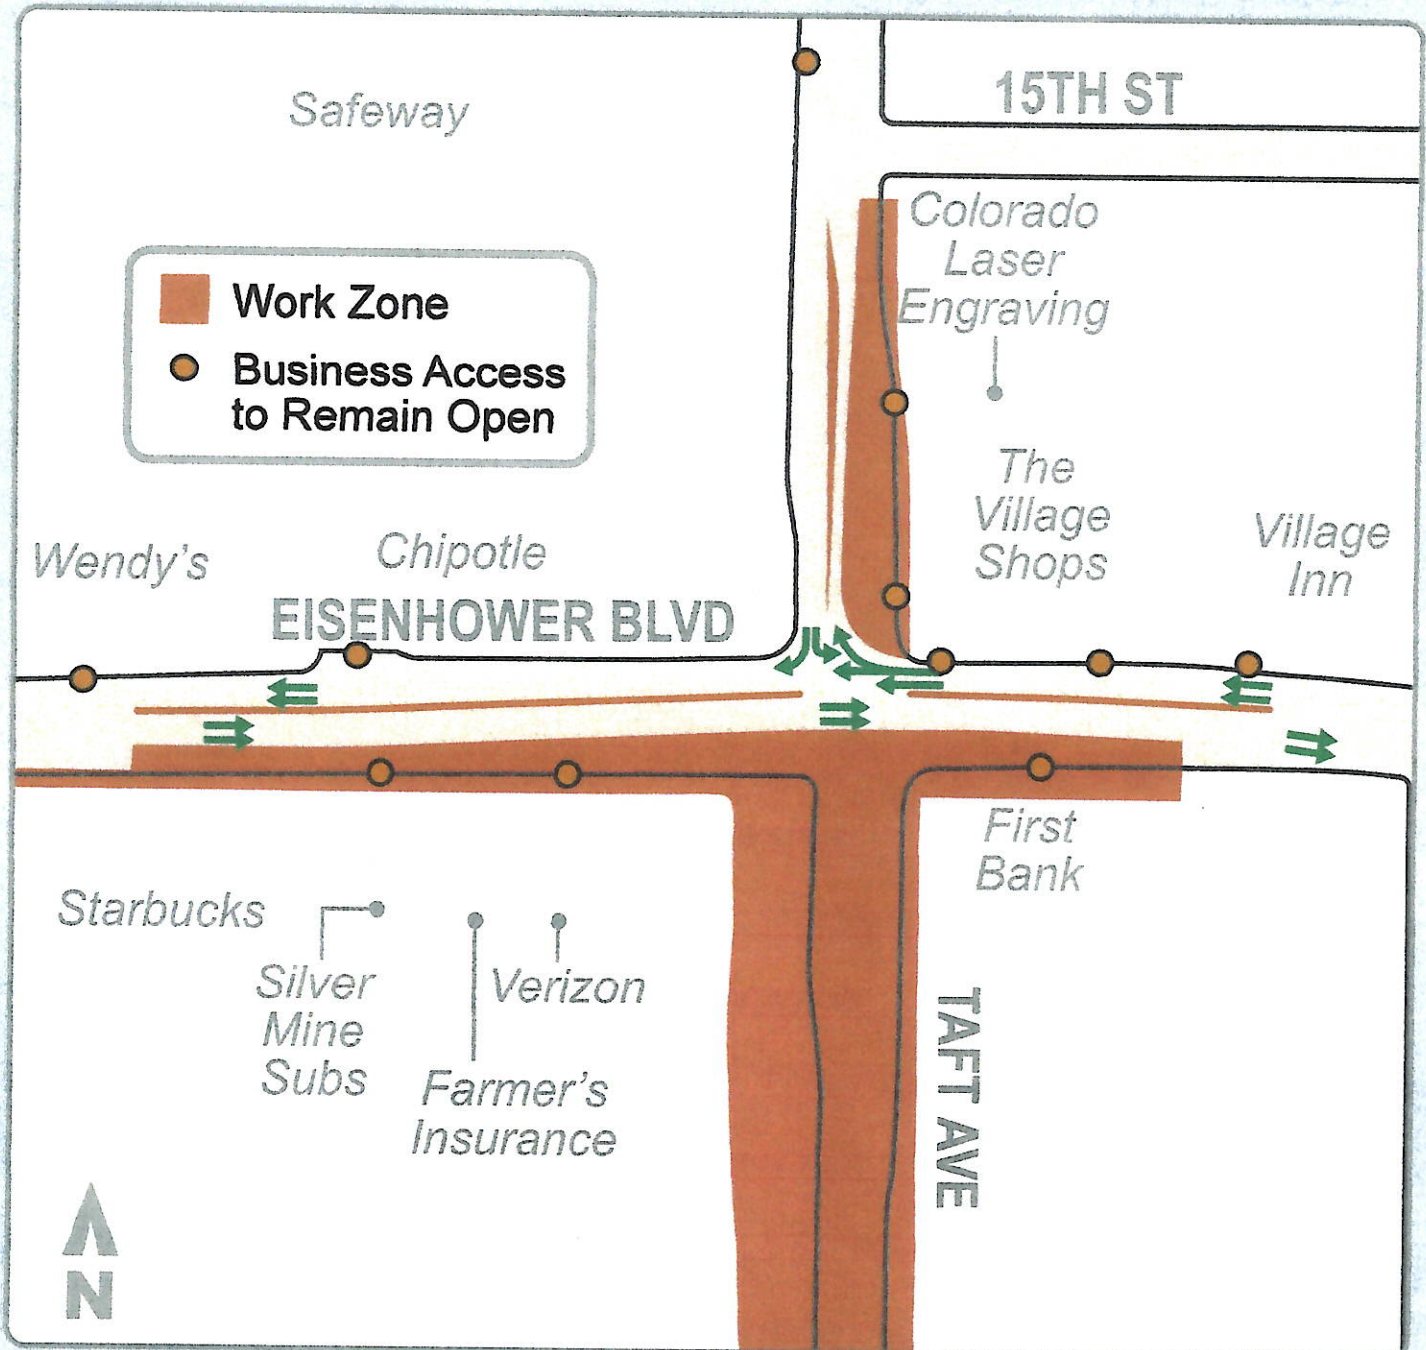 Safeway
15TH ST
Colorado
Laser
Engraving
Work Zone
Business Access
to Remain Open
The
Village
Shops
Village
Inn
Wendy's
Chipotle
EISENHOWER BLVD
First
Bank
Starbucks
Silver
Mine
Subs
Verizon
Farmer's
Insurance
TAFT AVE
N